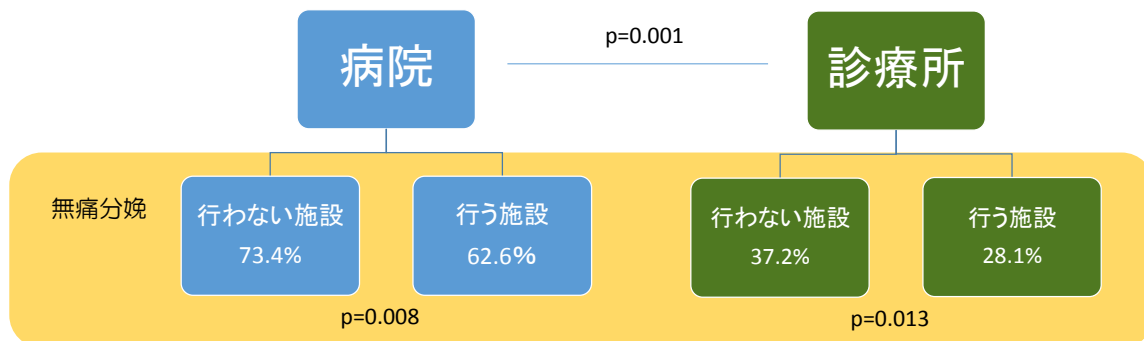 病院
p=0.001
診療所
無痛分娩
行わない施設
73.4%
行う施設
62.6%
行わない施設
37.2%
行う施設
28.1%
p=0.008
p=0.013